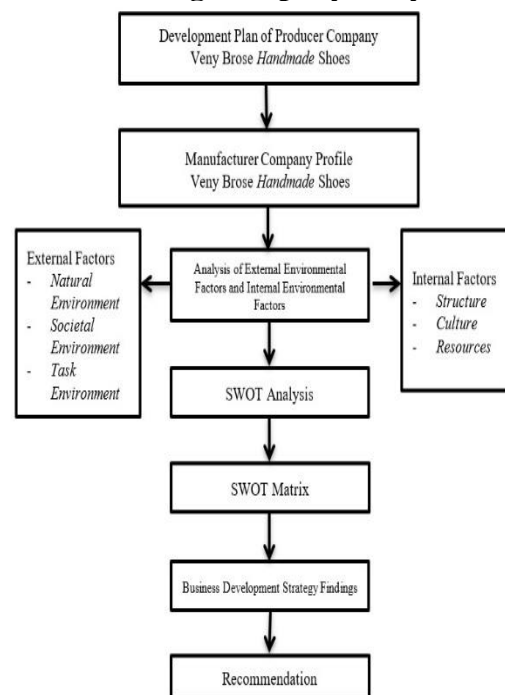 Development Plan of Producer Company
Veny Brose Handmade Shoes
Manufacturer Company Profile
Veny Brose Handmade Shoes
External Factors
- Natural
Environment
- Societal
Environment
- Task
Environment
Analysis of External Environmental
Factors and Internal Environmental
Factors
Internal Factors
- Structure
- Culture
- Resources
SWOT Analysis
SWOT Matrix
Business Development Strategy Findings
Recommendation